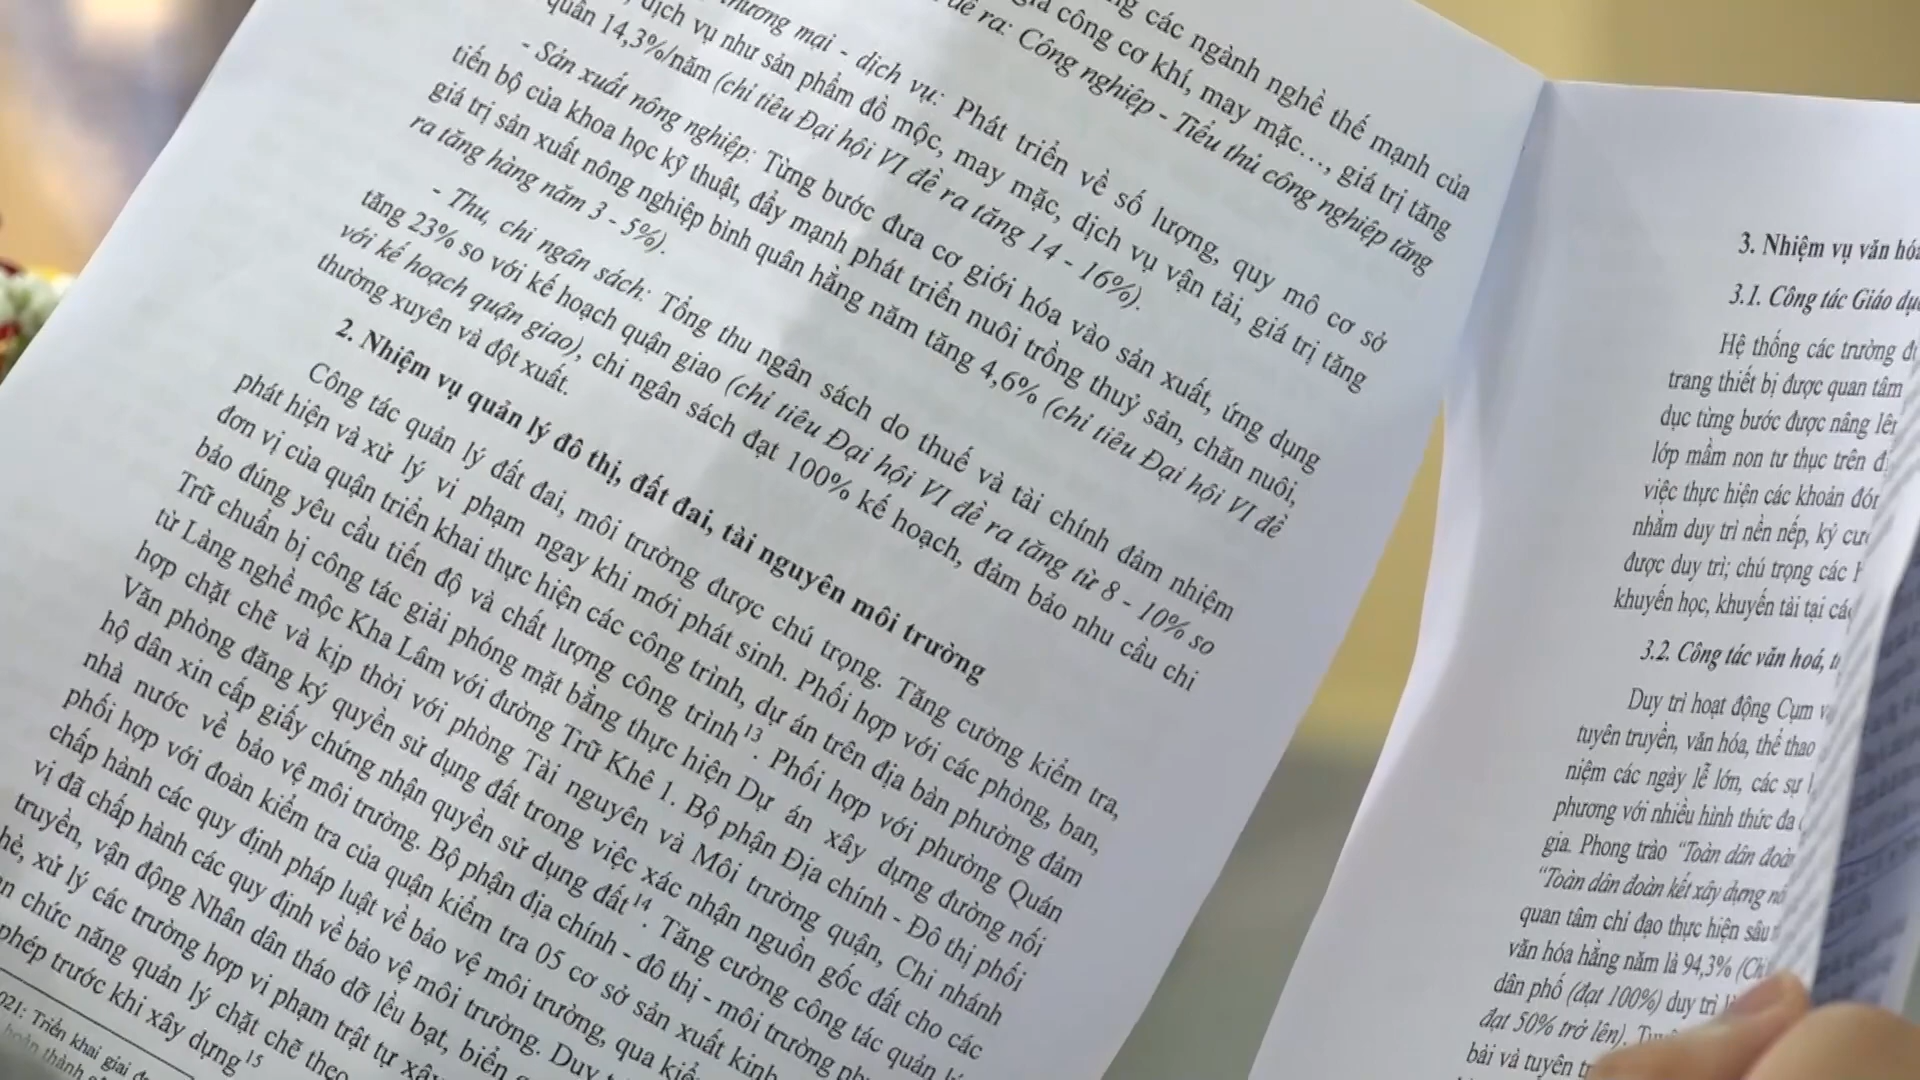 các ngành nghề thế mạnh của
công cơ khí, may mặc..., giá trị tăng
ra: Công nghiệp - Tiểu thủ công nghiệp tăng
mại - dịch vụ: Phát triển về số lượng, quy mô cơ sở
dịch vụ như sản phẩm đồ mộc, may mặc, dịch vụ vận tải, giá trị tăng
quân 14,3%/năm (chỉ tiêu Đại hội VI đề ra tăng 14 - 16%).
- Sản xuất nông nghiệp: Từng bước đưa cơ giới hóa vào sản xuất, ứng dụng
tiến bộ của khoa học kỹ thuật, đẩy mạnh phát triển nuôi trồng thuỷ sản, chăn nuôi,
giá trị sản xuất nông nghiệp bình quân hằng năm tăng 4,6% (chỉ tiêu Đại hội VI đề
ra tăng hàng năm 3 - 5%).
- Thu, chi ngân sách: Tổng thu ngân sách do thuế và tài chính đảm nhiệm
tăng 23% so với kế hoạch quận giao (chỉ tiêu Đại hội VI đề ra tăng từ 8 - 10% so
với kế hoạch quận giao), chi ngân sách đạt 100% kế hoạch, đảm bảo nhu cầu chi
thường xuyên và đột xuất.
2. Nhiệm vụ quản lý đô thị, đất đai, tài nguyên môi trường
Công tác quản lý đất đai, môi trường được chú trọng. Tăng cường kiểm tra,
phát hiện và xử lý vi phạm ngay khi mới phát sinh. Phối hợp với các phòng, ban,
đơn vị của quận triển khai thực hiện các công trình, dự án trên địa bàn phường đảm
bảo đúng yêu cầu tiến độ và chất lượng công trình¹³. Phối hợp với phường Quán
Trữ chuẩn bị công tác giải phóng mặt bằng thực hiện Dự án xây dựng đường nối
từ Làng nghề mộc Kha Lâm với đường Trữ Khê 1. Bộ phận Địa chính - Đô thị phối
hợp chặt chẽ và kịp thời với phòng Tài nguyên và Môi trường quận, Chi nhánh
Văn phòng đăng ký quyền sử dụng đất trong việc xác nhận nguồn gốc đất cho các
hộ dân xin cấp giấy chứng nhận quyền sử dụng đất¹⁴. Tăng cường công tác quản
nhà nước về bảo vệ môi trường. Bộ phận địa chính - đô thị - môi trường
phối hợp với đoàn kiểm tra của quận kiểm tra 05 cơ sở sản xuất kinh
chấp hành các quy định pháp luật về bảo vệ môi trường, qua
vị đã chấp hành các quy định về bảo vệ môi trường. Duy
truyền, vận động Nhân dân tháo dỡ lều bạt, biển
xử lý các trường hợp vi phạm trật tự
chức năng quản lý chặt chẽ
phép trước khi xây dựng¹⁵
Triển khai giai
3. Nhiệm vụ văn
3.1. Công tác Giáo
Hệ thống các trường
trang thiết bị được quan tâm
dục từng bước được nâng
lớp mầm non tư thục trên
việc thực hiện các khoản
nhằm duy trì nền nếp, kỷ
được duy trì; chú trọng các
khuyến học, khuyến tài tại
3.2. Công tác văn hoá,
Duy trì hoạt động Cụm
tuyên truyền, văn hóa, thể thao
niệm các ngày lễ lớn, các sự
phương với nhiều hình thức đa
gia. Phong trào "Toàn dân
"Toàn dân đoàn kết xây dựng
quan tâm chỉ đạo thực hiện
văn hóa hằng năm là 94,3%
dân phố (đạt 100%) duy trì
đạt 50% trở lên).
bài và tuyên